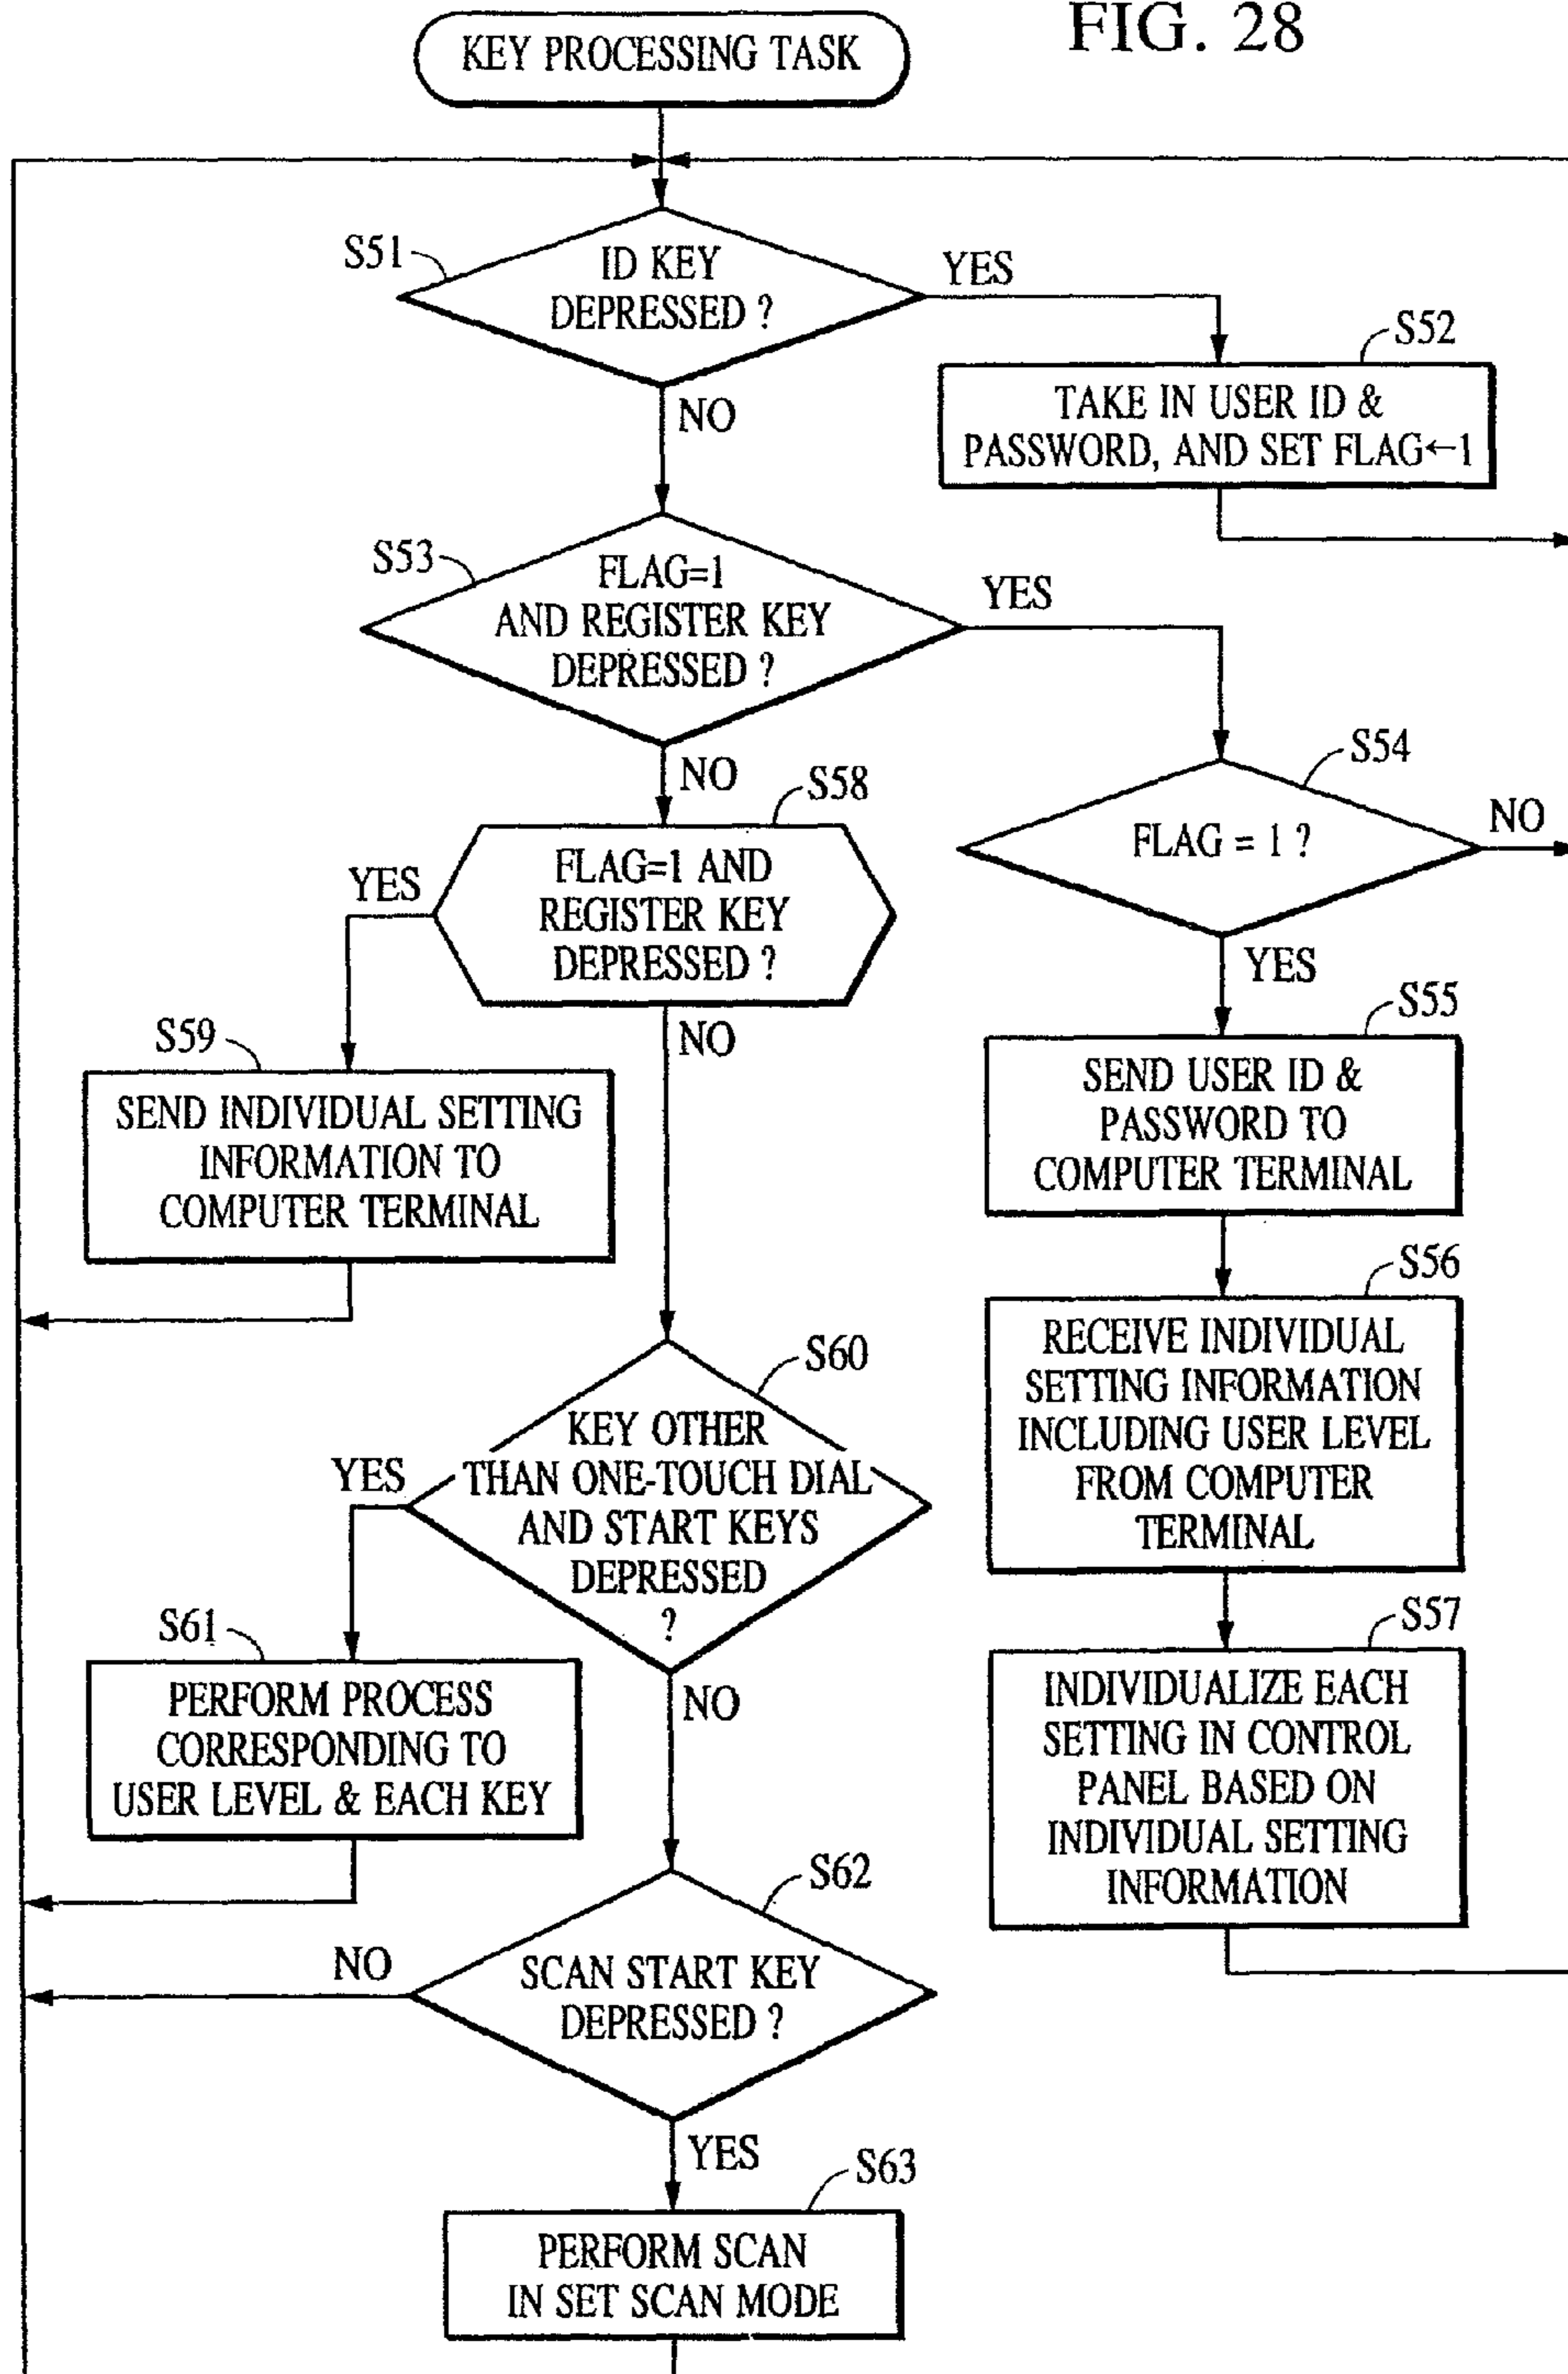 FIG. 28
KEY PROCESSING TASK
S51
ID KEY
DEPRESSED ?
YES
NO
S52
TAKE IN USER ID &
PASSWORD, AND SET FLAG←1
S53
FLAG=1
AND REGISTER KEY
DEPRESSED ?
YES
NO
S54
FLAG = 1 ?
NO
YES
S55
SEND USER ID &
PASSWORD TO
COMPUTER TERMINAL
S56
RECEIVE INDIVIDUAL
SETTING INFORMATION
INCLUDING USER LEVEL
FROM COMPUTER
TERMINAL
S57
INDIVIDUALIZE EACH
SETTING IN CONTROL
PANEL BASED ON
INDIVIDUAL SETTING
INFORMATION
S58
FLAG=1 AND
REGISTER KEY
DEPRESSED ?
YES
NO
S59
SEND INDIVIDUAL SETTING
INFORMATION TO
COMPUTER TERMINAL
S60
KEY OTHER
THAN ONE-TOUCH DIAL
AND START KEYS
DEPRESSED
?
YES
NO
S61
PERFORM PROCESS
CORRESPONDING TO
USER LEVEL & EACH KEY
S62
SCAN START KEY
DEPRESSED ?
NO
YES
S63
PERFORM SCAN
IN SET SCAN MODE